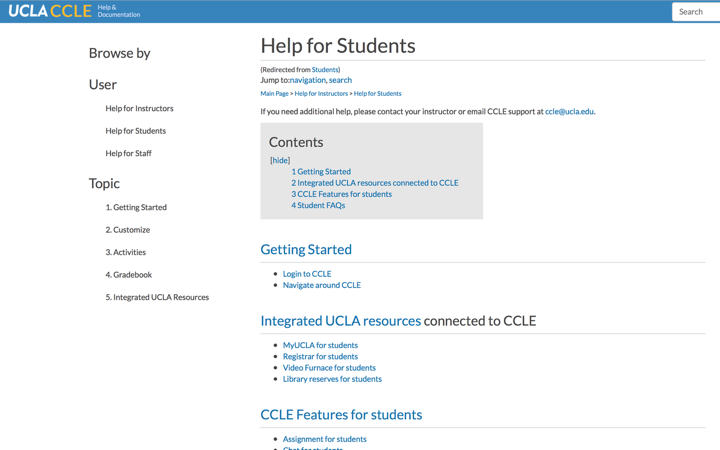 UCLA CCLE Help & Documentation
Search
Browse by
User
Help for Instructors
Help for Students
Help for Staff
Topic
1. Getting Started
2. Customize
3. Activities
4. Gradebook
5. Integrated UCLA Resources
Help for Students
(Redirected from Students)
Jump to:navigation, search
Main Page > Help for Instructors > Help for Students
If you need additional help, please contact your instructor or email CCLE support at ccle@ucla.edu.
Contents
[hide]
1 Getting Started
2 Integrated UCLA resources connected to CCLE
3 CCLE Features for students
4 Student FAQs
Getting Started
Login to CCLE
Navigate around CCLE
Integrated UCLA resources connected to CCLE
MyUCLA for students
Registrar for students
Video Furnace for students
Library reserves for students
CCLE Features for students
Assignment for students
Chat for students